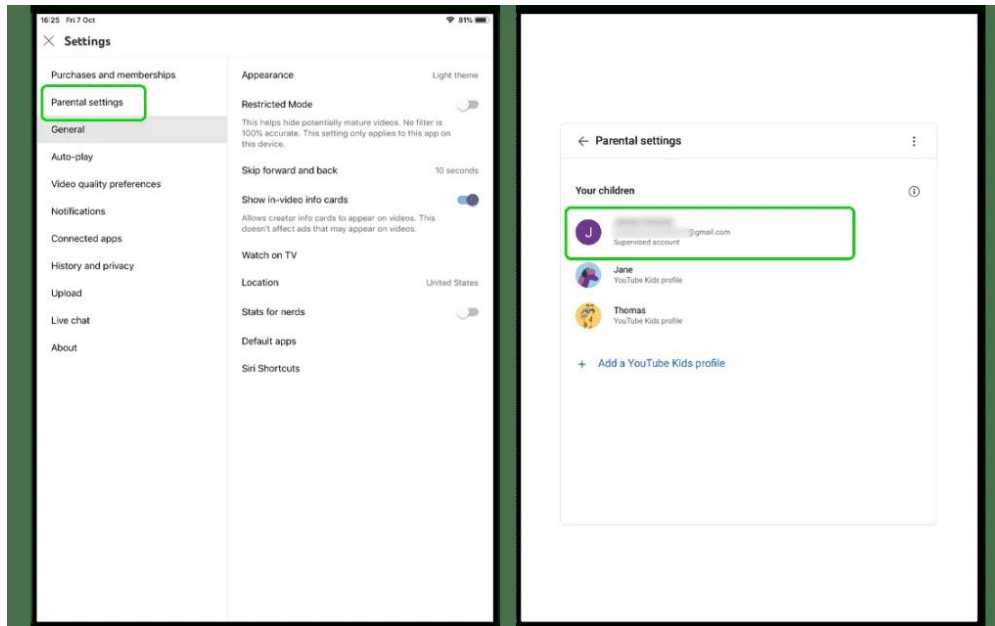 16:25 Fri 7 Oct
81%
Settings
Purchases and memberships
Parental settings
General
Auto-play
Video quality preferences
Notifications
Connected apps
History and privacy
Upload
Live chat
About
Appearance Light theme
Restricted Mode
This helps hide potentially mature videos. No filter is
100% accurate. This setting only applies to this app on
this device.
Skip forward and back 10 seconds
Show in-video info cards
Allows creator info cards to appear on videos. This
doesn't affect ads that may appear on videos.
Watch on TV
Location United States
Stats for nerds
Default apps
Siri Shortcuts
Parental settings
Your children
J
@gmail.com
Supervised account
Jane
YouTube Kids profile
Thomas
YouTube Kids profile
+ Add a YouTube Kids profile